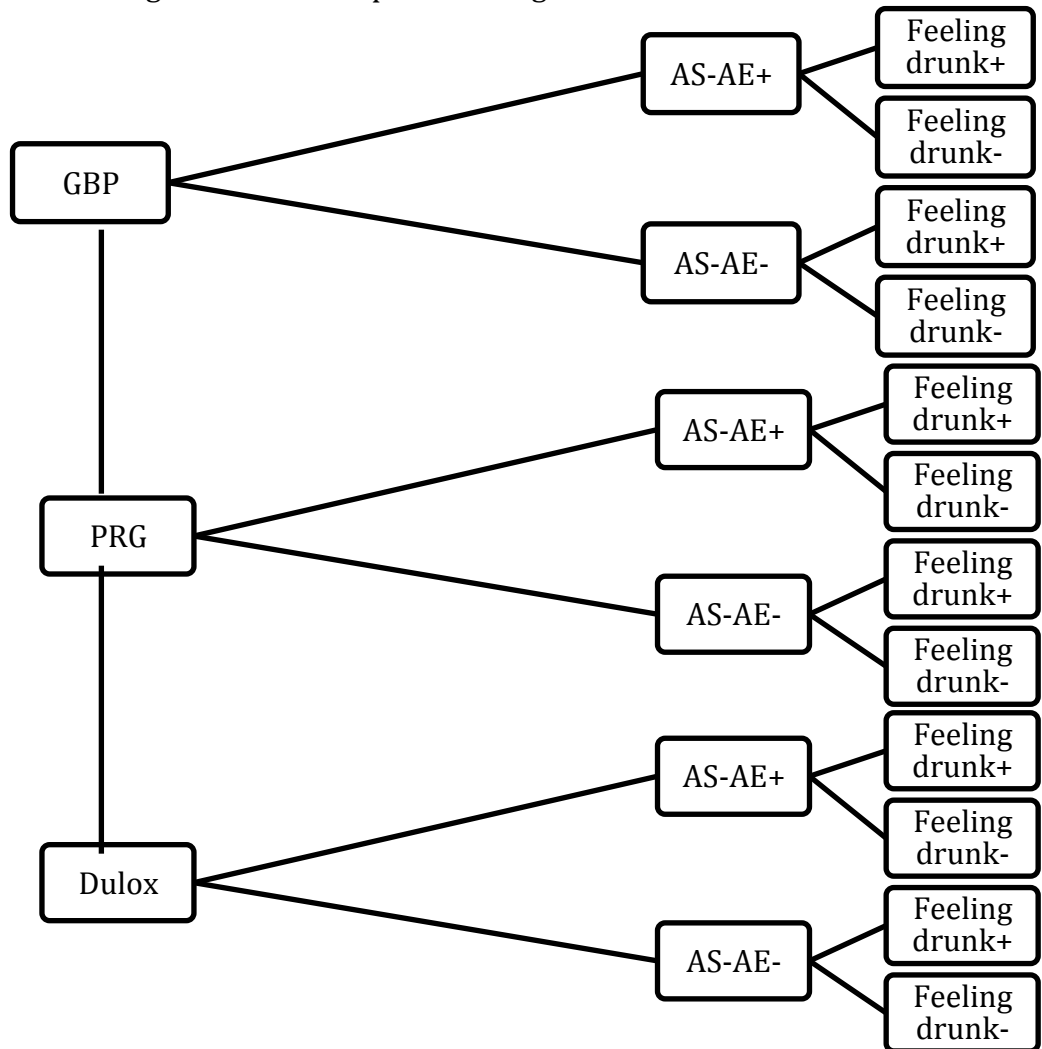 Feeling
drunk+
AS-AE+
Feeling
drunk-
GBP
Feeling
drunk+
AS-AE-
Feeling
drunk-
Feeling
drunk+
AS-AE+
Feeling
drunk-
PRG
Feeling
drunk+
AS-AE-
Feeling
drunk-
Feeling
drunk+
AS-AE+
Feeling
drunk-
Dulox
Feeling
drunk+
AS-AE-
Feeling
drunk-